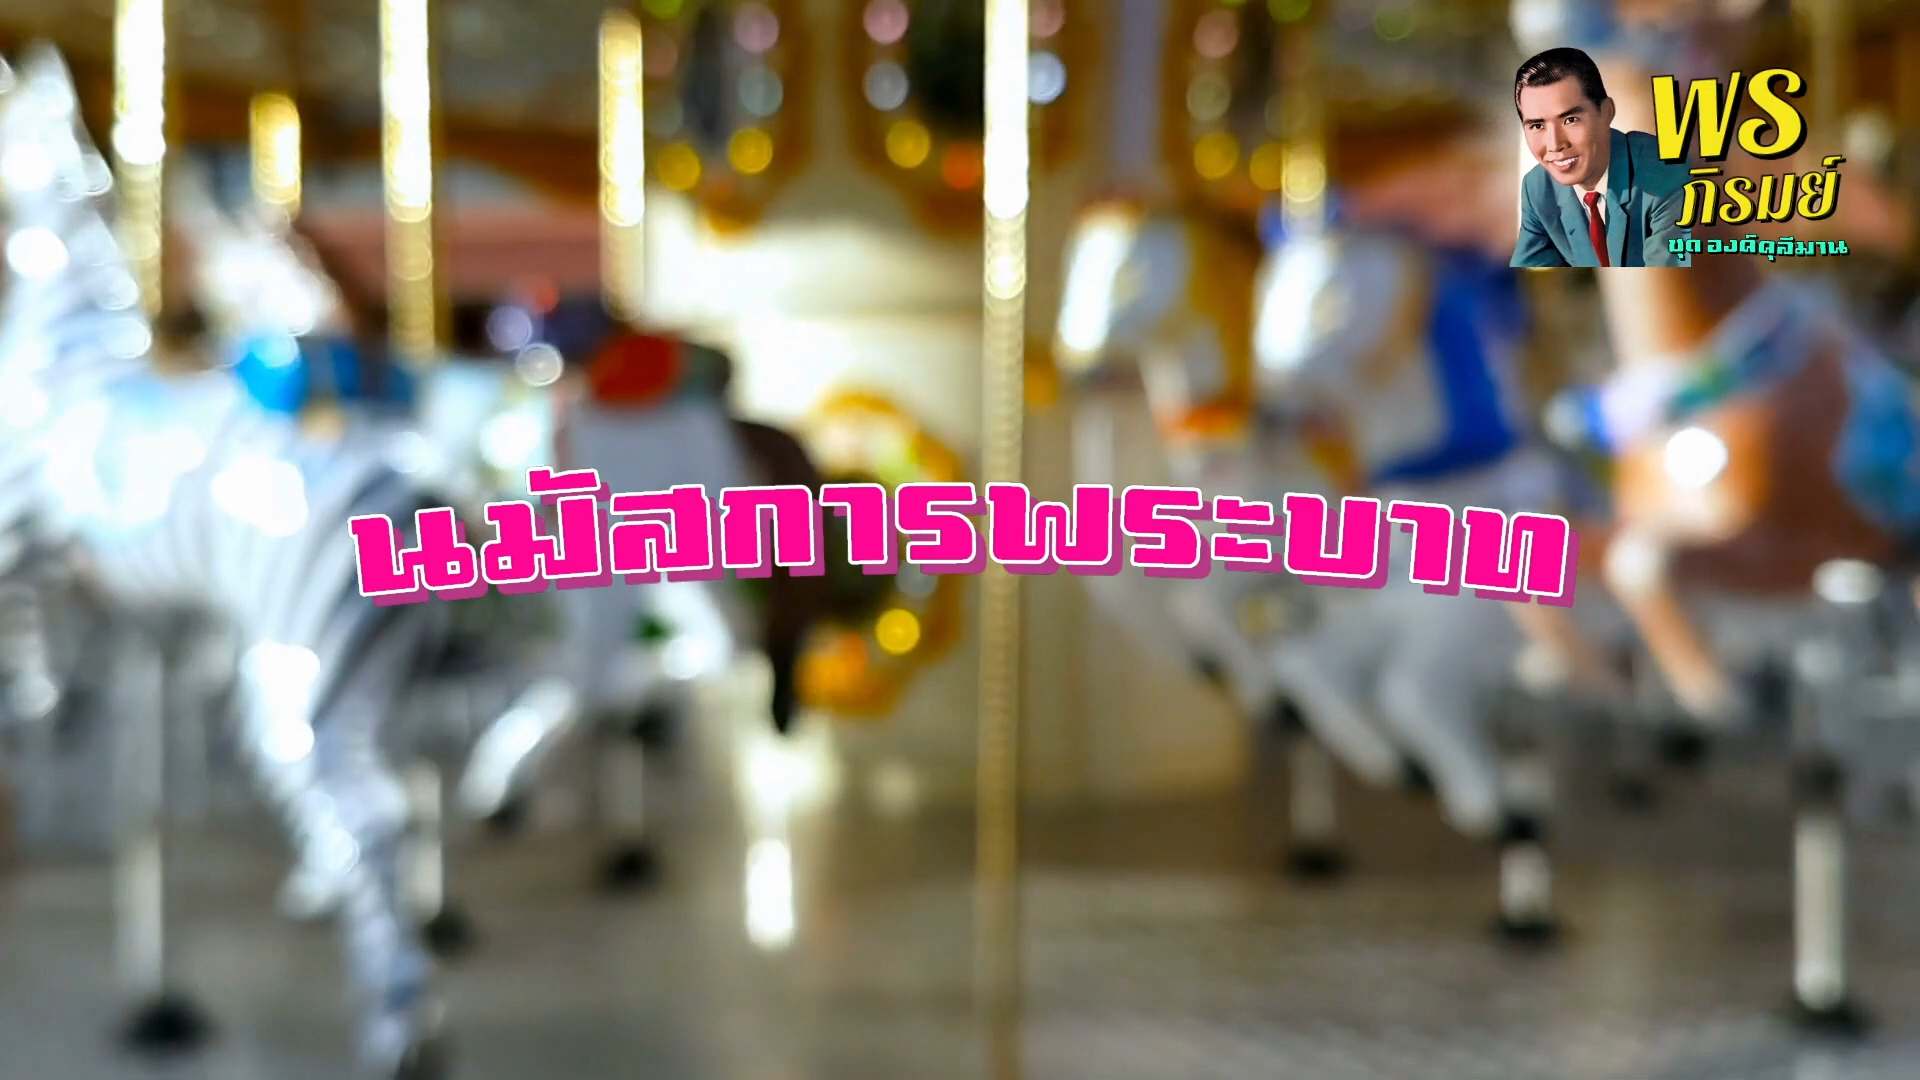 พร
ภิรมย์
ชุด องค์คุลีมาน
นมัสการพระบาท